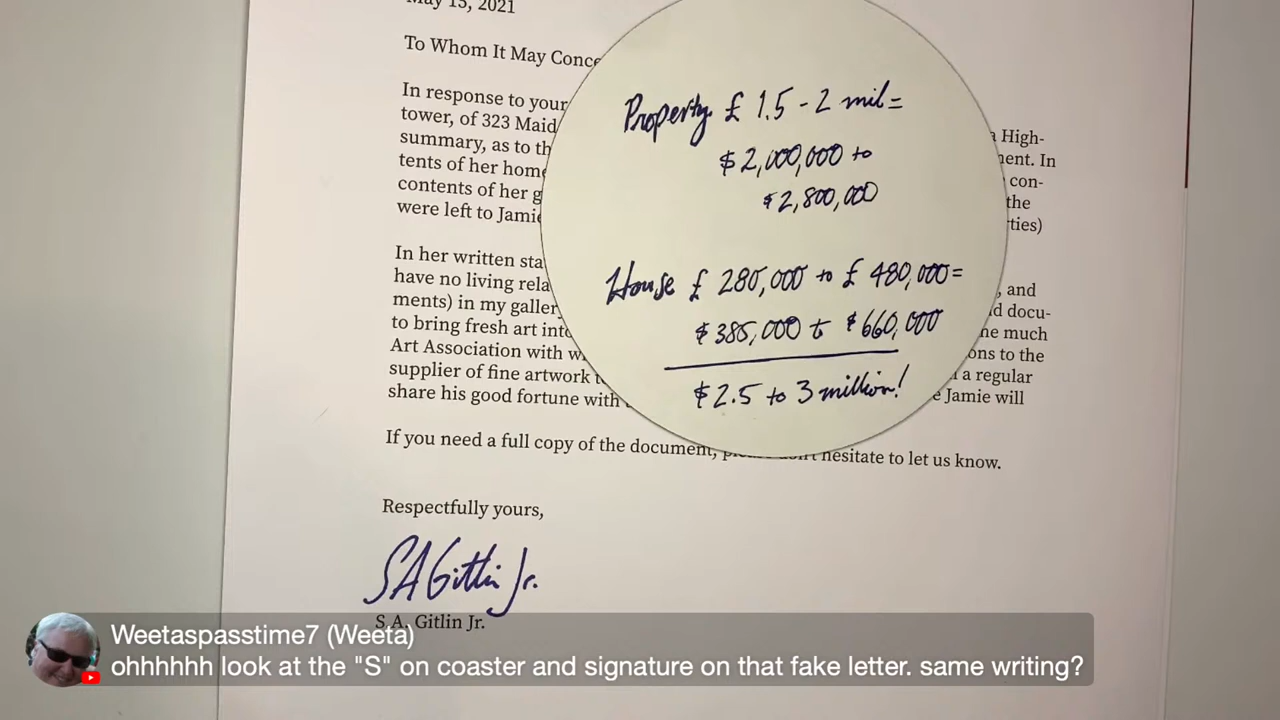 May 15, 2021
To Whom It May Conce
In response to your
tower, of 323 Maid
a High-
summary, as to th
ment. In
tents of her home
con-
contents of her g
the
were left to Jamie
ties)
In her written sta
, and
have no living rela
d docu-
ments) in my galler
ne much
to bring fresh art into
ons to the
Art Association with w
a regular
supplier of fine artwork t
e Jamie will
share his good fortune with
If you need a full copy of the document, hesitate to let us know.
Respectfully yours,
SAGitlin Jr.
S.A. Gitlin Jr.
Property £ 1.5 - 2 mil =
$ 2,000,000 to
$ 2,800,000
House £ 280,000 to £ 480,000 =
$ 385,000 to $ 660,000
$ 2.5 to 3 million!
Weetaspasstime7 (Weeta)
ohhhhhh look at the "S" on coaster and signature on that fake letter. same writing?